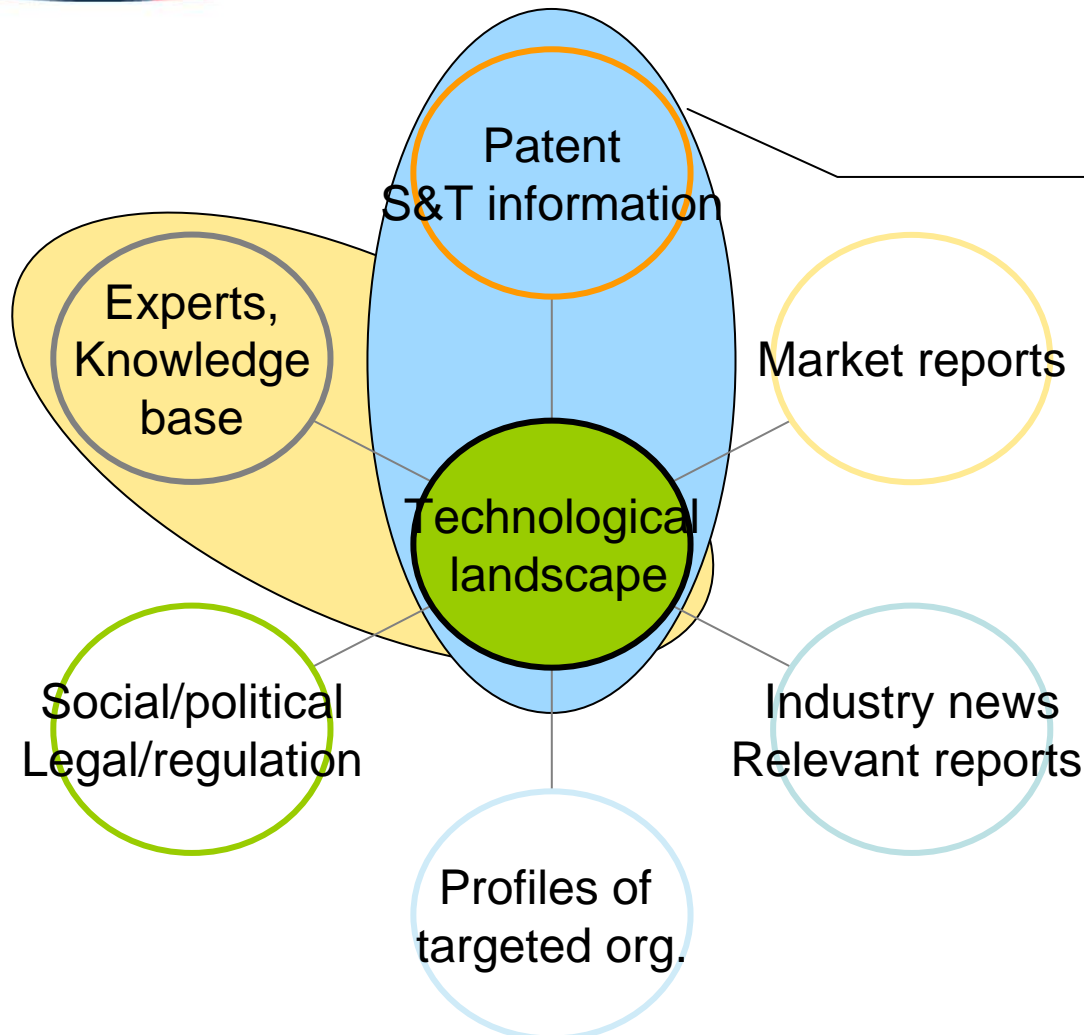 Patent
S&T information
Experts,
Knowledge
base
Market reports
Technological
landscape
Social/political
Legal/regulation
Industry news
Relevant reports
Profiles of
targeted org.